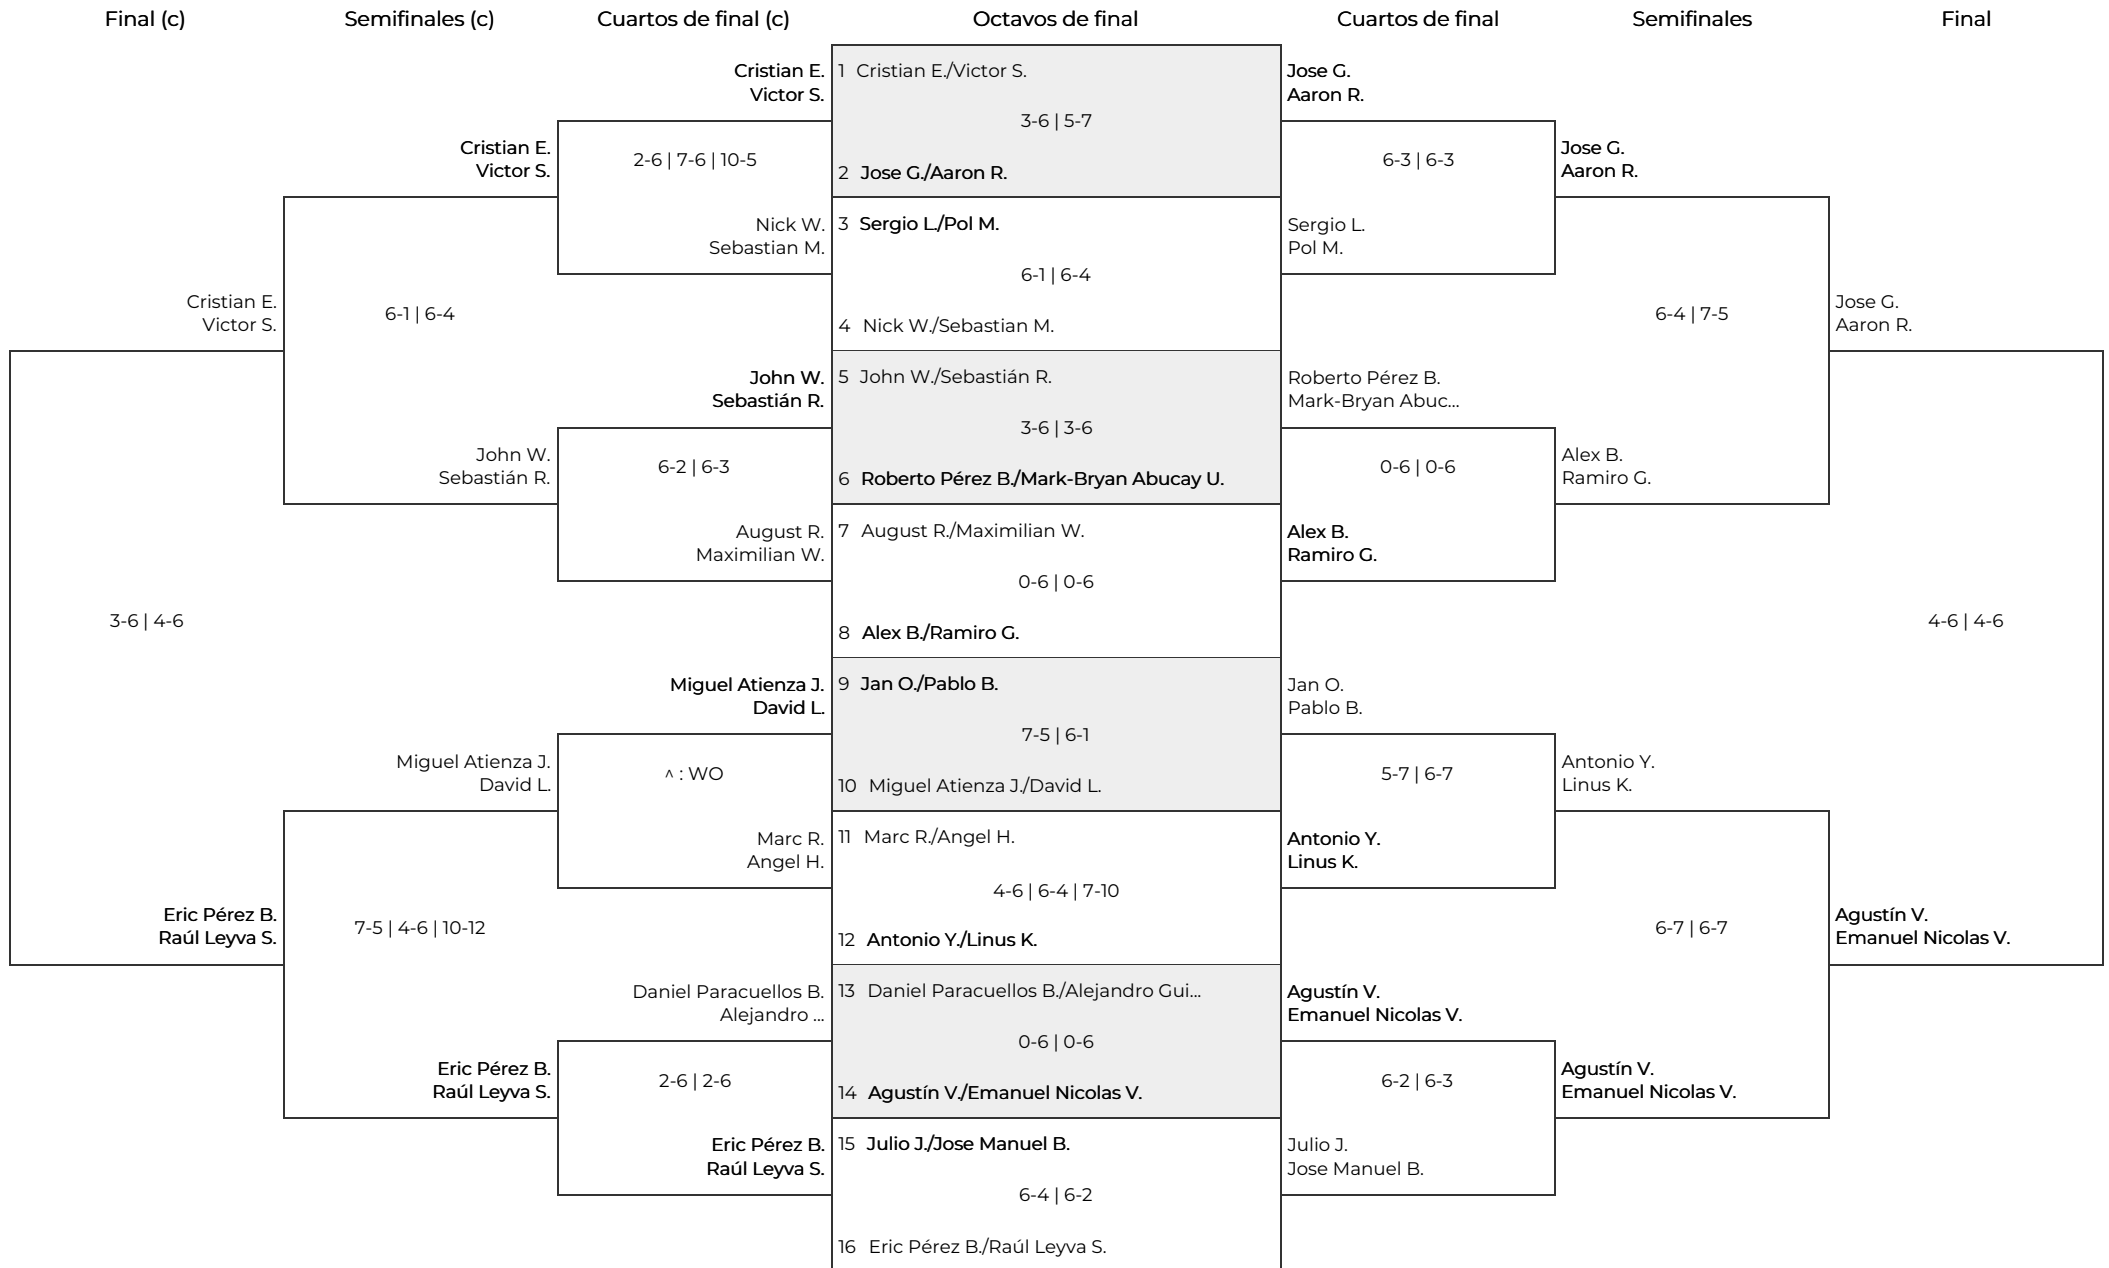 Final (c)
Semifinales (c)
Cuartos de final (c)
Octavos de final
Cuartos de final
Semifinales
Final
Cristian E.
Victor S.
Eric Pérez B.
Raúl Leyva S.
3-6 | 4-6
Cristian E.
Victor S.
6-1 | 6-4
John W.
Sebastián R.
Miguel Atienza J.
David L.
7-5 | 4-6 | 10-12
Eric Pérez B.
Raúl Leyva S.
Cristian E.
Victor S.
2-6 | 7-6 | 10-5
Nick W.
Sebastian M.
John W.
Sebastián R.
6-2 | 6-3
August R.
Maximilian W.
Miguel Atienza J.
David L.
^ : WO
Marc R.
Angel H.
Daniel Paracuellos B.
Alejandro ...
2-6 | 2-6
Eric Pérez B.
Raúl Leyva S.
1 Cristian E./Victor S.
3-6 | 5-7
2 Jose G./Aaron R.
3 Sergio L./Pol M.
6-1 | 6-4
4 Nick W./Sebastian M.
5 John W./Sebastián R.
3-6 | 3-6
6 Roberto Pérez B./Mark-Bryan Abucay U.
7 August R./Maximilian W.
0-6 | 0-6
8 Alex B./Ramiro G.
9 Jan O./Pablo B.
7-5 | 6-1
10 Miguel Atienza J./David L.
11 Marc R./Angel H.
4-6 | 6-4 | 7-10
12 Antonio Y./Linus K.
13 Daniel Paracuellos B./Alejandro Gui...
0-6 | 0-6
14 Agustín V./Emanuel Nicolas V.
15 Julio J./Jose Manuel B.
6-4 | 6-2
16 Eric Pérez B./Raúl Leyva S.
Jose G.
Aaron R.
6-3 | 6-3
Sergio L.
Pol M.
Roberto Pérez B.
Mark-Bryan Abuc...
0-6 | 0-6
Alex B.
Ramiro G.
Jan O.
Pablo B.
5-7 | 6-7
Antonio Y.
Linus K.
Agustín V.
Emanuel Nicolas V.
6-2 | 6-3
Julio J.
Jose Manuel B.
Jose G.
Aaron R.
6-4 | 7-5
Alex B.
Ramiro G.
Antonio Y.
Linus K.
6-7 | 6-7
Agustín V.
Emanuel Nicolas V.
Jose G.
Aaron R.
4-6 | 4-6
Agustín V.
Emanuel Nicolas V.